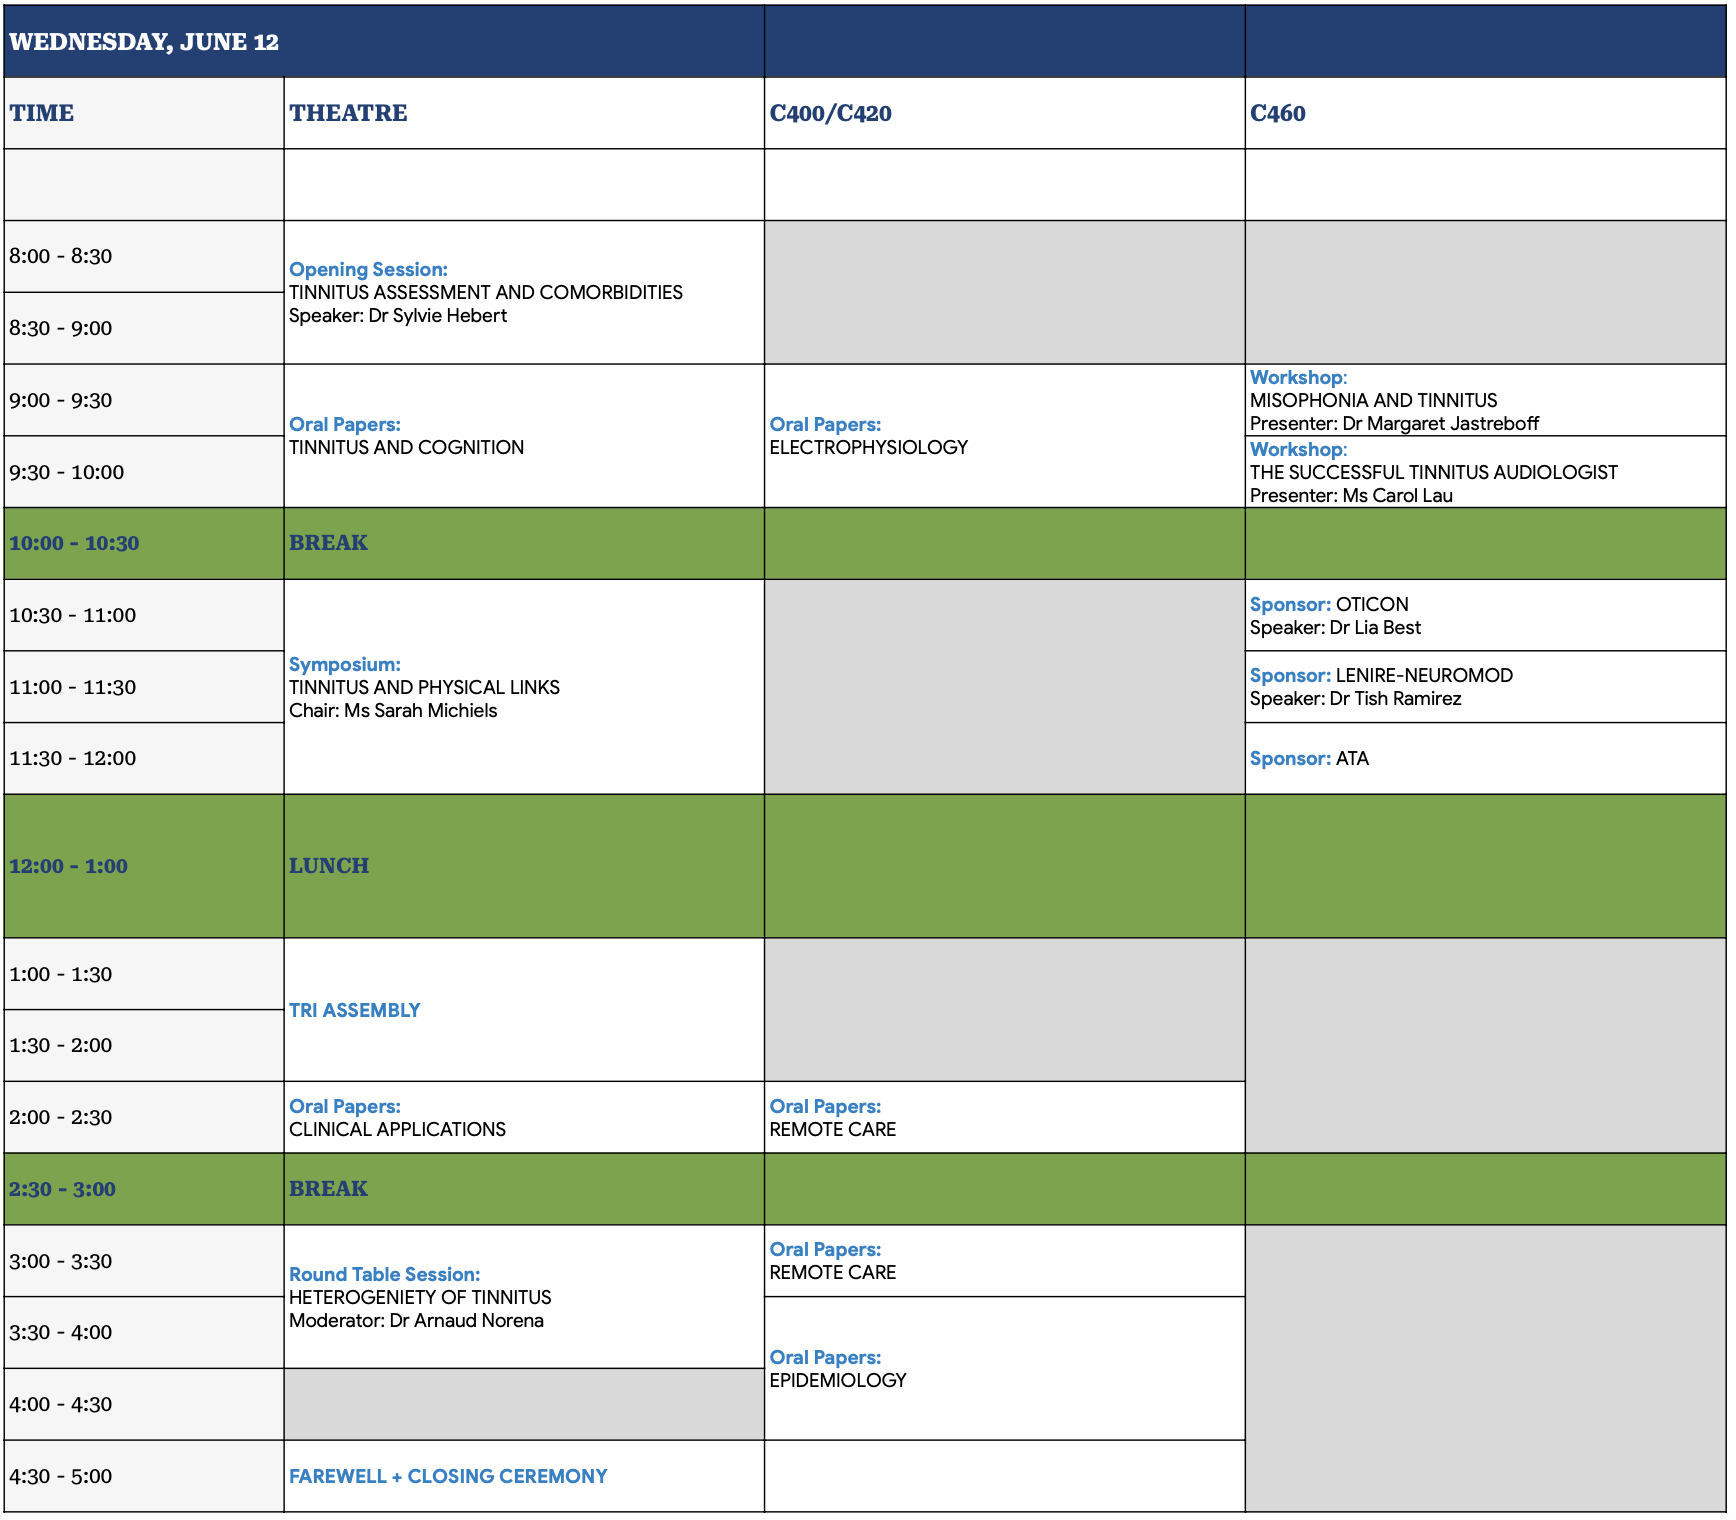 WEDNESDAY, JUNE 12
TIME
THEATRE
C400/C420
C460
8:00 - 8:30
Opening Session:
TINNITUS ASSESSMENT AND COMORBIDITIES
Speaker: Dr Sylvie Hebert
8:30 - 9:00
9:00 - 9:30
Oral Papers:
TINNITUS AND COGNITION
Oral Papers:
ELECTROPHYSIOLOGY
Workshop:
MISOPHONIA AND TINNITUS
Presenter: Dr Margaret Jastreboff
9:30 - 10:00
Workshop:
THE SUCCESSFUL TINNITUS AUDIOLOGIST
Presenter: Ms Carol Lau
10:00 - 10:30
BREAK
10:30 - 11:00
Symposium:
TINNITUS AND PHYSICAL LINKS
Chair: Ms Sarah Michiels
Sponsor: OTICON
Speaker: Dr Lia Best
11:00 - 11:30
Sponsor: LENIRE-NEUROMOD
Speaker: Dr Tish Ramirez
11:30 - 12:00
Sponsor: ATA
12:00 - 1:00
LUNCH
1:00 - 1:30
TRI ASSEMBLY
1:30 - 2:00
2:00 - 2:30
Oral Papers:
CLINICAL APPLICATIONS
Oral Papers:
REMOTE CARE
2:30 - 3:00
BREAK
3:00 - 3:30
Round Table Session:
HETEROGENIETY OF TINNITUS
Moderator: Dr Arnaud Norena
Oral Papers:
REMOTE CARE
3:30 - 4:00
Oral Papers:
EPIDEMIOLOGY
4:00 - 4:30
4:30 - 5:00
FAREWELL + CLOSING CEREMONY